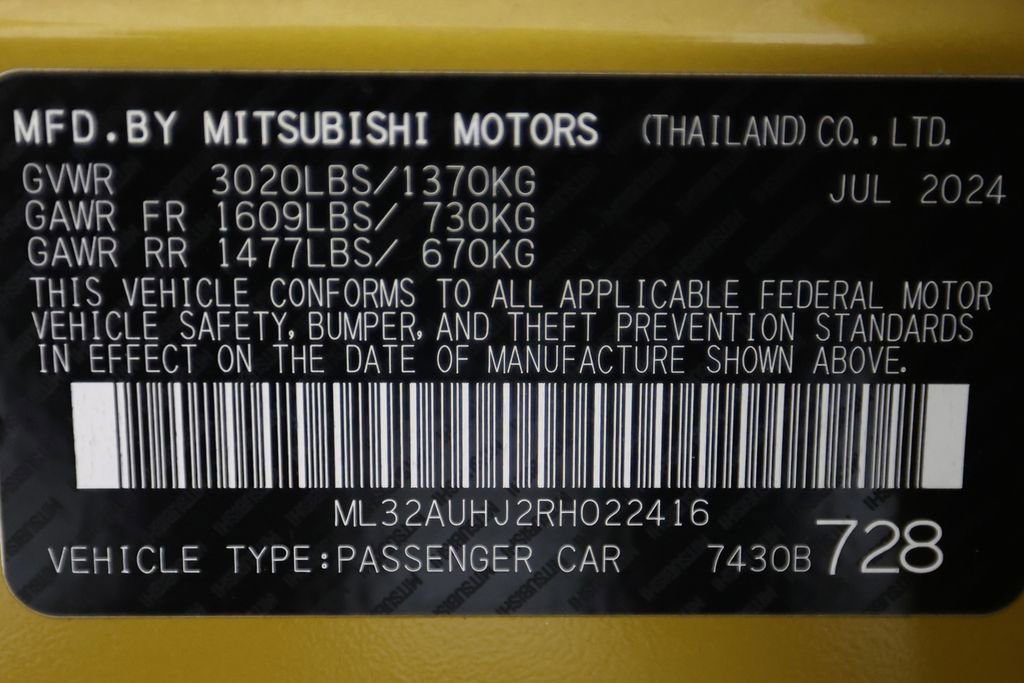 MFD.BY MITSUBISHI MOTORS (THAILAND) CO.,LTD.
GVWR 3020LBS/1370KG JUL 2024
GAWR FR 1609LBS/ 730KG
GAWR RR 1477LBS/ 670KG
THIS VEHICLE CONFORMS TO ALL APPLICABLE FEDERAL MOTOR
VEHICLE SAFETY, BUMPER, AND THEFT PREVENTION STANDARDS
IN EFFECT ON THE DATE OF MANUFACTURE SHOWN ABOVE.
ML32AUHJ2RH022416
VEHICLE TYPE:PASSENGER CAR 7430B 728